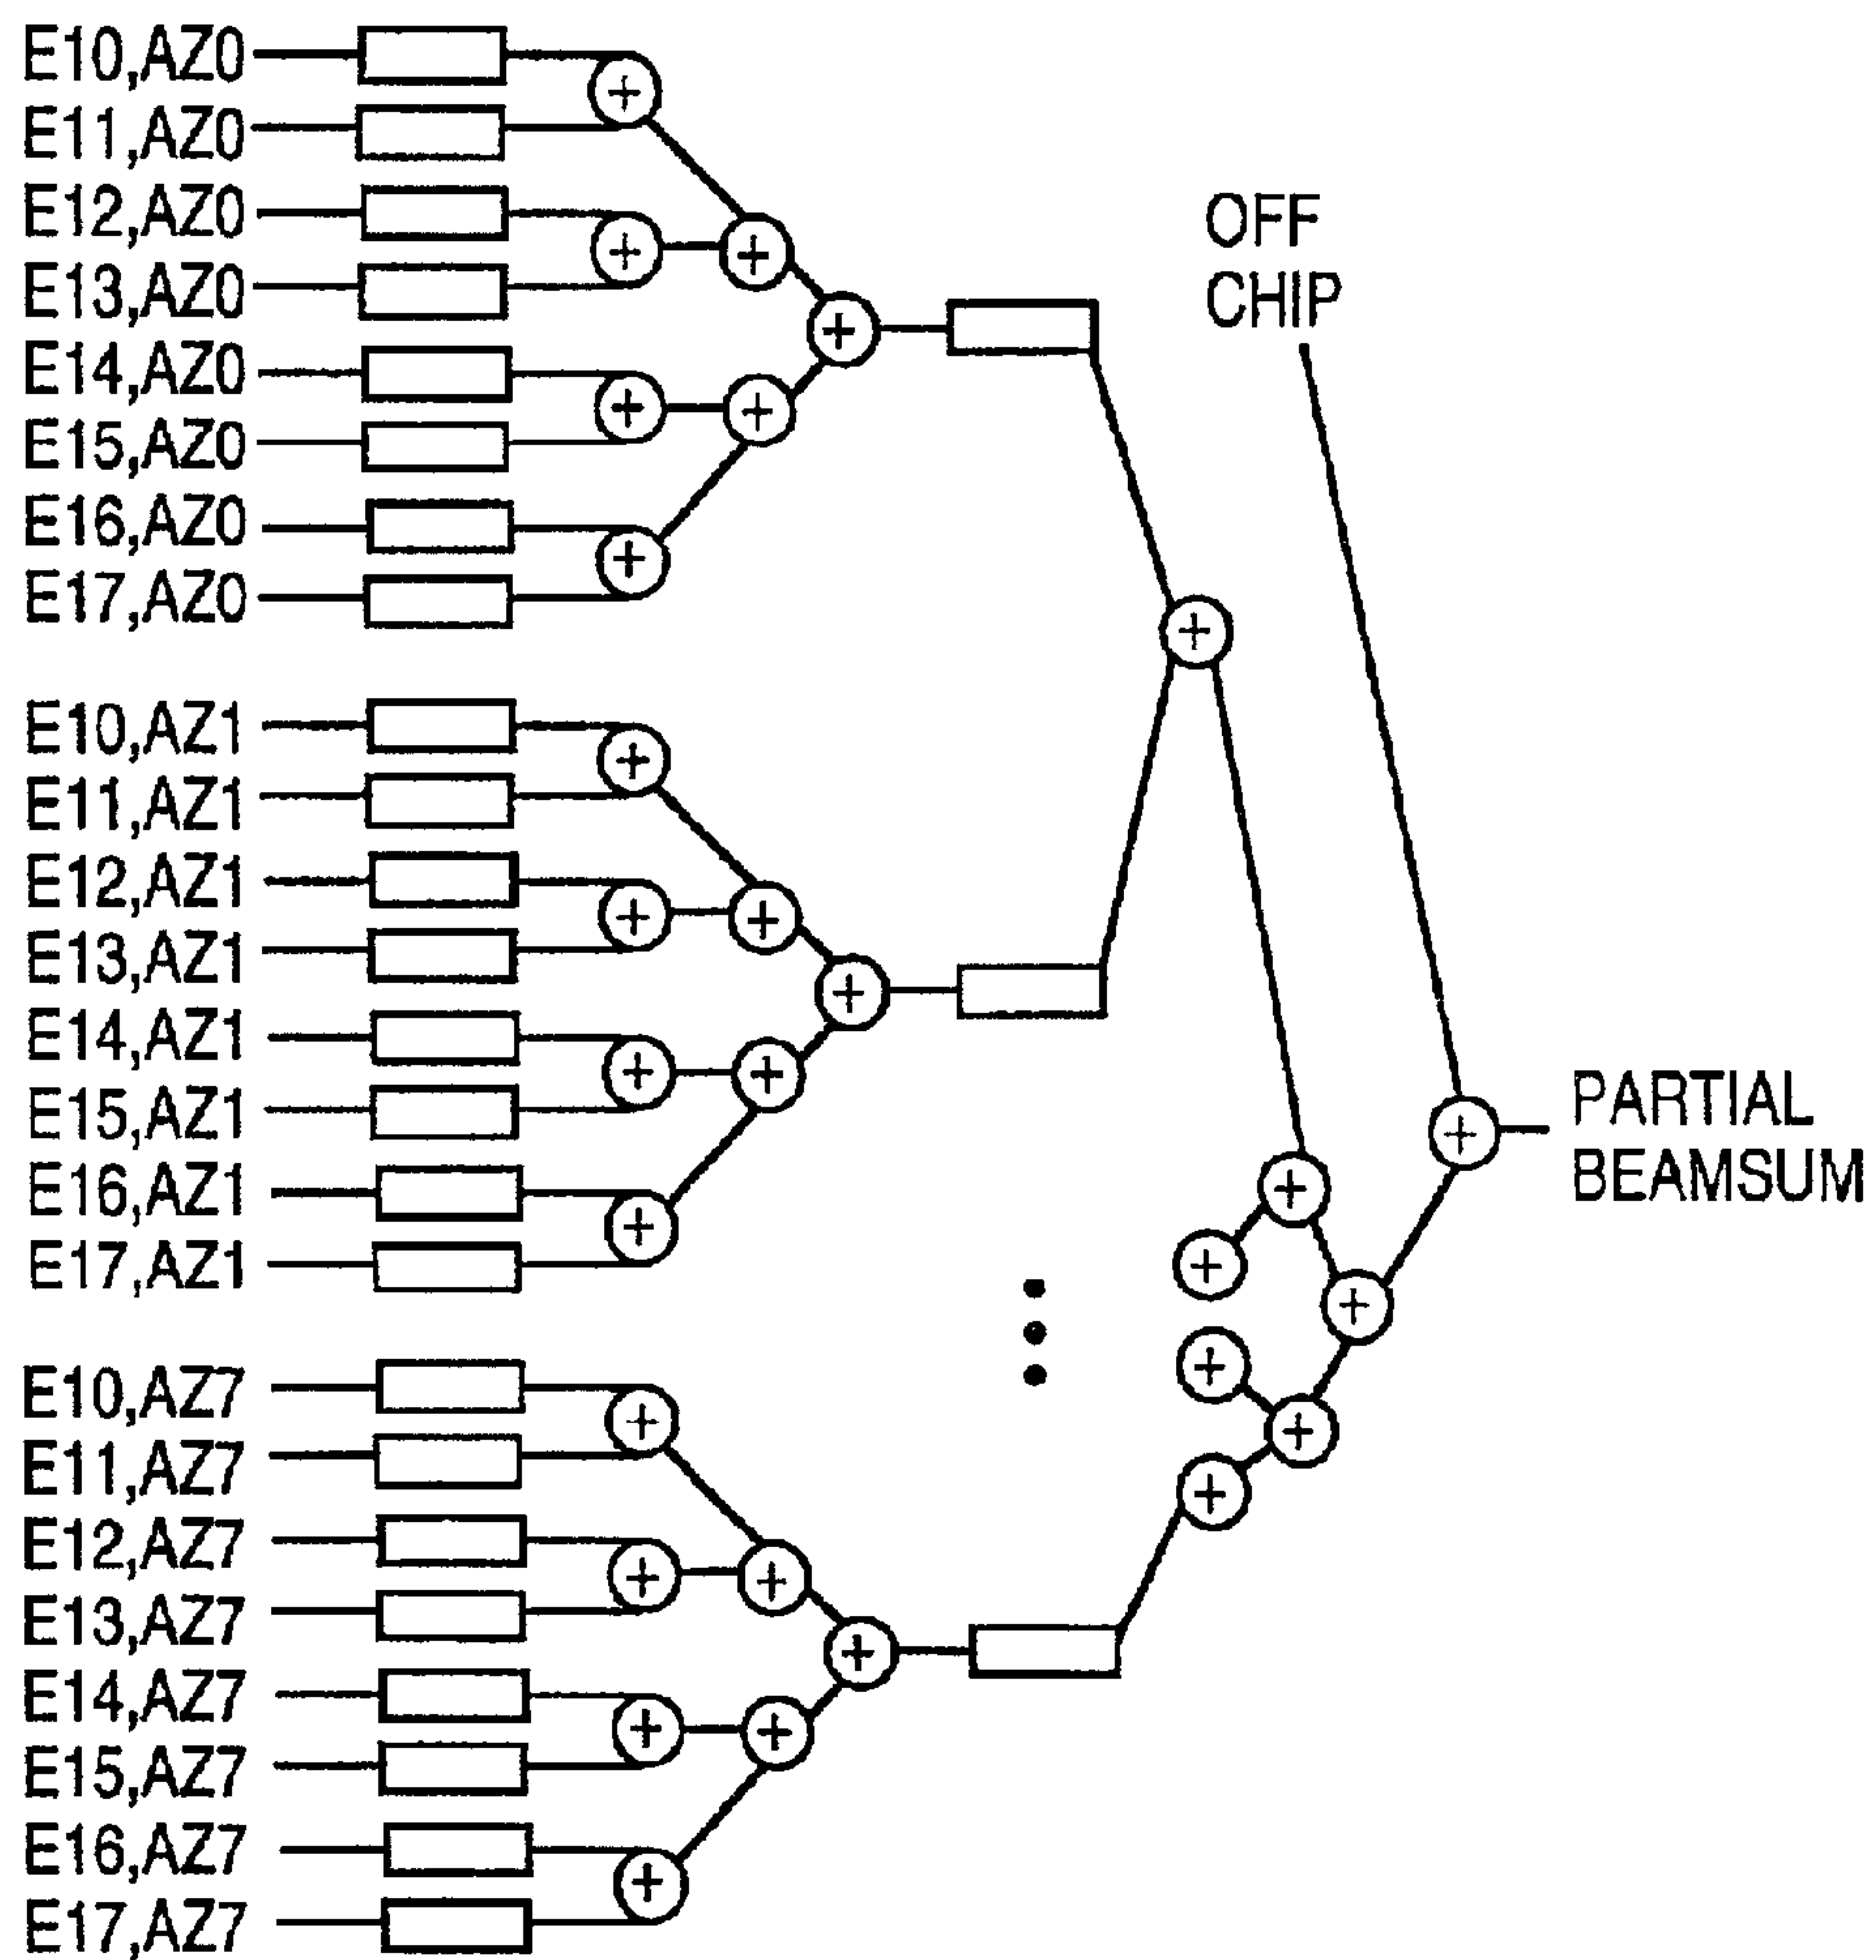 E10,AZ0
E11,AZ0
E12,AZ0
E13,AZ0
E14,AZ0
E15,AZ0
E16,AZ0
E17,AZ0
OFF
CHIP
E10,AZ1
E11,AZ1
E12,AZ1
E13,AZ1
E14,AZ1
E15,AZ1
E16,AZ1
E17,AZ1
PARTIAL
BEAMSUM
E10,AZ7
E11,AZ7
E12,AZ7
E13,AZ7
E14,AZ7
E15,AZ7
E16,AZ7
E17,AZ7